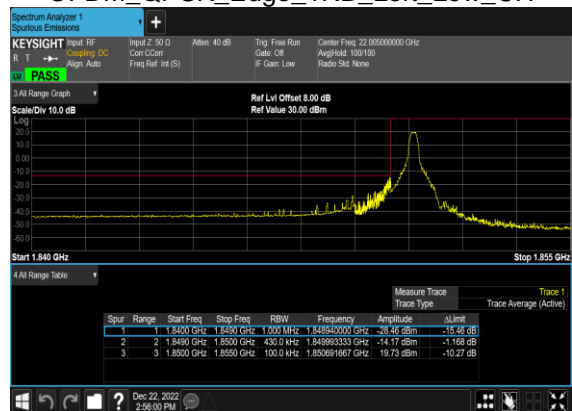 Spectrum Analyzer 1
Spurious Emissions
KEYSIGHT Input: RF Input Z: 50 Ω Atten: 40 dB Trig: Free Run Center Freq: 22.005000000 GHz
R T Coupling: DC Corr CCorr Gate: Off Avg|Hold: 100/100
Align: Auto Freq Ref: Int (S) IF Gain: Low Radio Std: None
LW PASS
3 All Range Graph
Ref Lvl Offset 8.00 dB
Scale/Div 10.0 dB Ref Value 30.00 dBm
Log
20.0
10.0
0.00
-10.0
-20.0
-30.0
-40.0
-50.0
-60.0
Start 1.840 GHz Stop 1.855 GHz
4 All Range Table
Measure Trace Trace 1
Trace Type Trace Average (Active)
Spur Range Start Freq Stop Freq RBW Frequency Amplitude ΔLimit
1 1 1.8400 GHz 1.8490 GHz 1.000 MHz 1.848940000 GHz -28.46 dBm -15.46 dB
2 2 1.8490 GHz 1.8500 GHz 430.0 kHz 1.849993333 GHz -14.17 dBm -1.168 dB
3 3 1.8500 GHz 1.8550 GHz 100.0 kHz 1.850691667 GHz 19.73 dBm -10.27 dB
Dec 22, 2022
2:56:00 PM